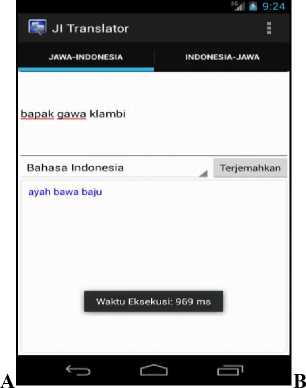 9:24
JI Translator
JAWA-INDONESIA INDONESIA-JAWA
bapak gawa klambi
Bahasa Indonesia Terjemahkan
ayah bawa baju
Waktu Eksekusi: 969 ms
A B